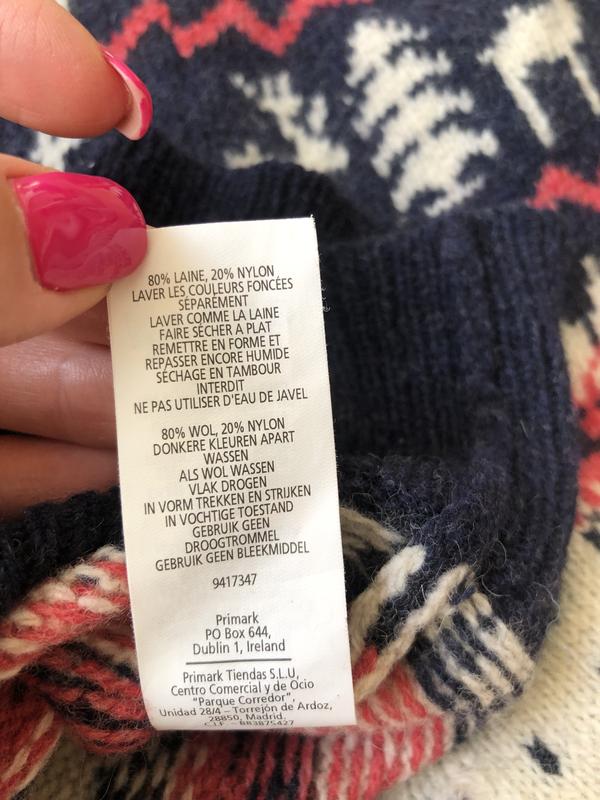 80% LAINE, 20% NYLON
LAVER LES COULEURS FONCÉES
SÉPARÉMENT
LAVER COMME LA LAINE
FAIRE SÉCHER A PLAT
REMETTRE EN FORME ET
REPASSER ENCORE HUMIDE
SÉCHAGE EN TAMBOUR
INTERDIT
NE PAS UTILISER D'EAU DE JAVEL
80% WOL, 20% NYLON
DONKERE KLEUREN APART
WASSEN
ALS WOL WASSEN
VLAK DROGEN
IN VORM TREKKEN EN STRIJKEN
IN VOCHTIGE TOESTAND
GEBRUIK GEEN
DROOGTROMMEL
GEBRUIK GEEN BLEEKMIDDEL
9417347
Primark
PO Box 644,
Dublin 1, Ireland
Primark Tiendas S.L.U,
Centro Comercial y de Ocio
"Parque Corredor",
Unidad 28/4 – Torrejón de Ardoz,
28850, Madrid.
C.I.F. – B83875427